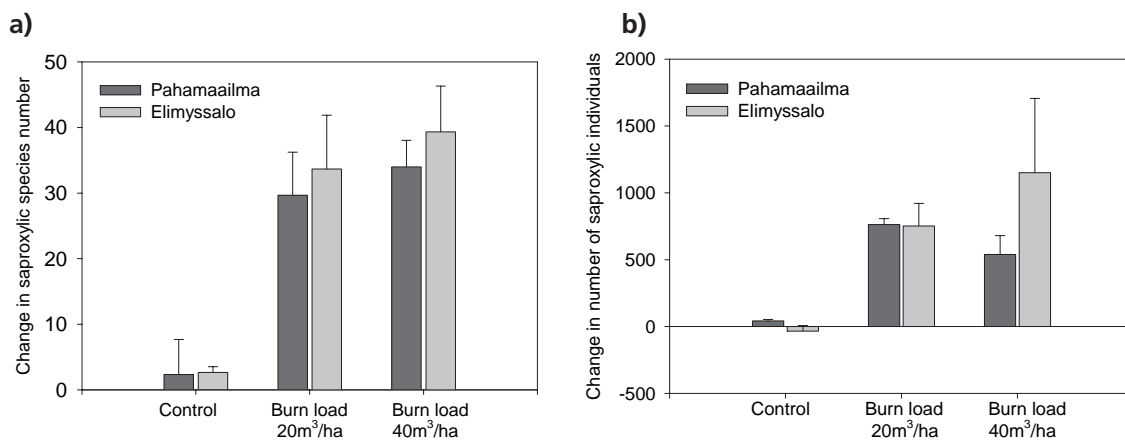 a)
Change in saproxylic species number
50
40
30
20
10
0
Pahamaailma
Elimyssalo
Control
Burn load
20m³/ha
Burn load
40m³/ha
b)
Change in number of saproxylic individuals
2000
1500
1000
500
0
-500
Pahamaailma
Elimyssalo
Control
Burn load
20m³/ha
Burn load
40m³/ha